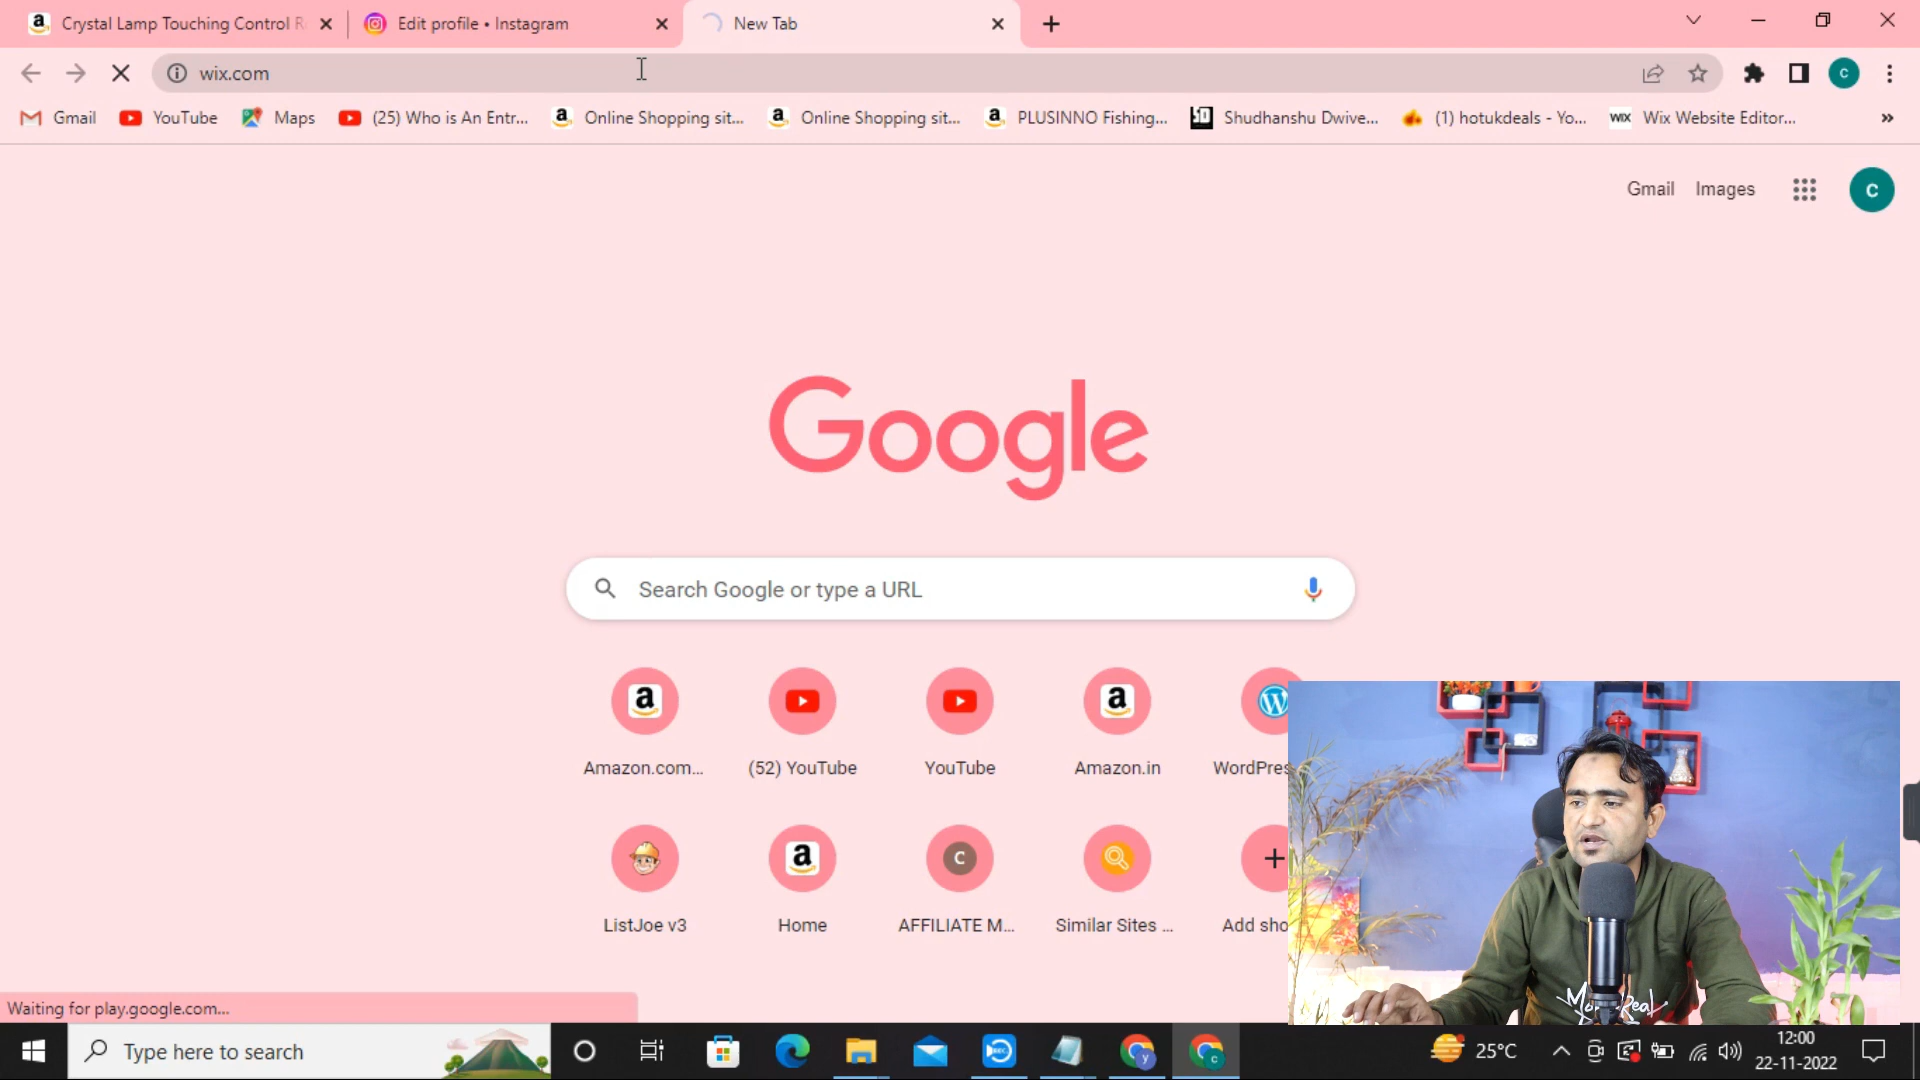 Crystal Lamp Touching Control R
Edit profile • Instagram
New Tab
wix.com
Gmail
YouTube
Maps
(25) Who is An Entr...
Online Shopping sit...
Online Shopping sit...
PLUSINNO Fishing...
Shudhanshu Dwive...
(1) hotukdeals - Yo...
WIX
Wix Website Editor...
»
C
Gmail
Images
C
Google
Search Google or type a URL
Amazon.com...
(52) YouTube
YouTube
Amazon.in
WordPres
ListJoe v3
Home
C
AFFILIATE M...
Similar Sites ...
Add sho
Waiting for play.google.com...
Type here to search
25°C
12:00
22-11-2022